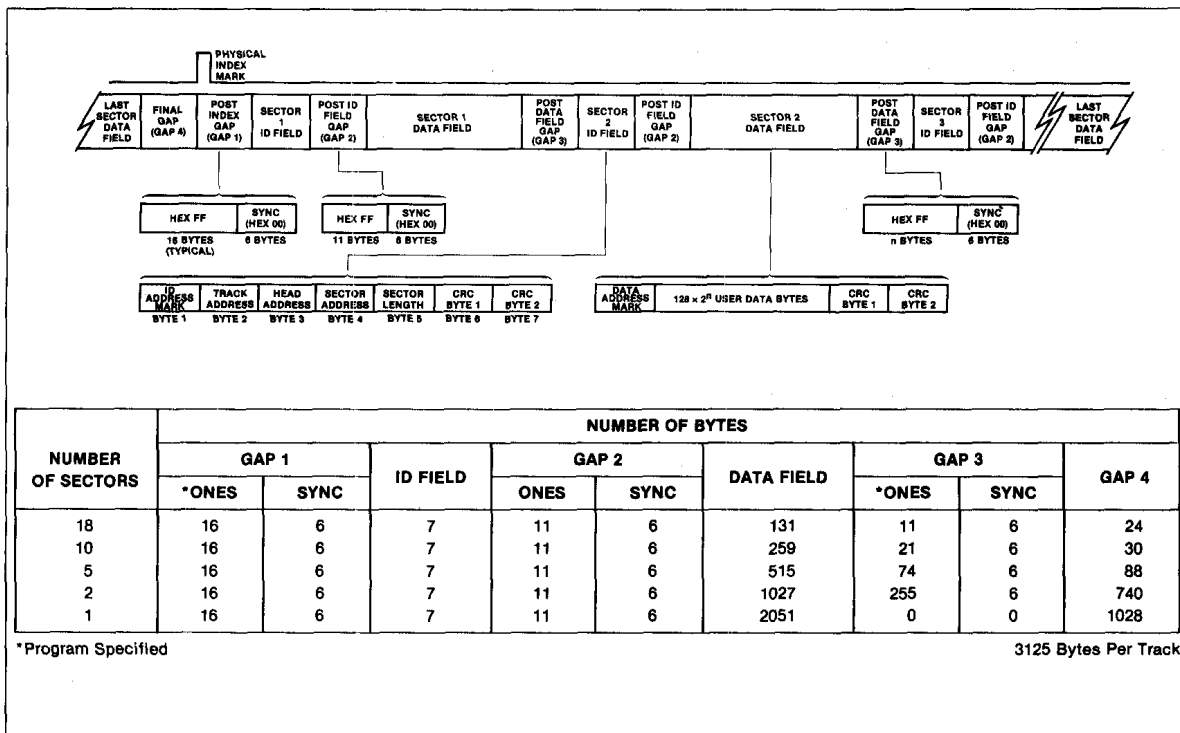 PHYSICAL
INDEX
MARK
LAST
SECTOR
DATA
FIELD
FINAL
GAP
(GAP 4)
POST
INDEX
GAP
(GAP 1)
SECTOR
1
ID FIELD
POST ID
FIELD
GAP
(GAP 2)
SECTOR 1
DATA FIELD
POST
DATA
FIELD
GAP
(GAP 3)
SECTOR
2
ID FIELD
POST ID
FIELD
GAP
(GAP 2)
SECTOR 2
DATA FIELD
POST
DATA
FIELD
GAP
(GAP 3)
SECTOR
3
ID FIELD
POST ID
FIELD
GAP
(GAP 2)
LAST
SECTOR
DATA
FIELD
HEX FF
SYNC
(HEX 00)
16 BYTES
(TYPICAL)
6 BYTES
HEX FF
SYNC
(HEX 00)
11 BYTES
6 BYTES
HEX FF
SYNC
(HEX 00)
n BYTES
6 BYTES
ID
ADDRESS
MARK
TRACK
ADDRESS
HEAD
ADDRESS
SECTOR
ADDRESS
SECTOR
LENGTH
CRC
BYTE 1
CRC
BYTE 2
BYTE 1 BYTE 2 BYTE 3 BYTE 4 BYTE 5 BYTE 6 BYTE 7
DATA
ADDRESS
MARK
128 × 2ᴿ USER DATA BYTES
CRC
BYTE 1
CRC
BYTE 2
NUMBER OF SECTORS
NUMBER OF BYTES
GAP 1 ID FIELD GAP 2 DATA FIELD GAP 3 GAP 4
*ONES SYNC ONES SYNC *ONES SYNC
18 16 6 7 11 6 131 11 6 24
10 16 6 7 11 6 259 21 6 30
5 16 6 7 11 6 515 74 6 88
2 16 6 7 11 6 1027 255 6 740
1 16 6 7 11 6 2051 0 0 1028
*Program Specified
3125 Bytes Per Track